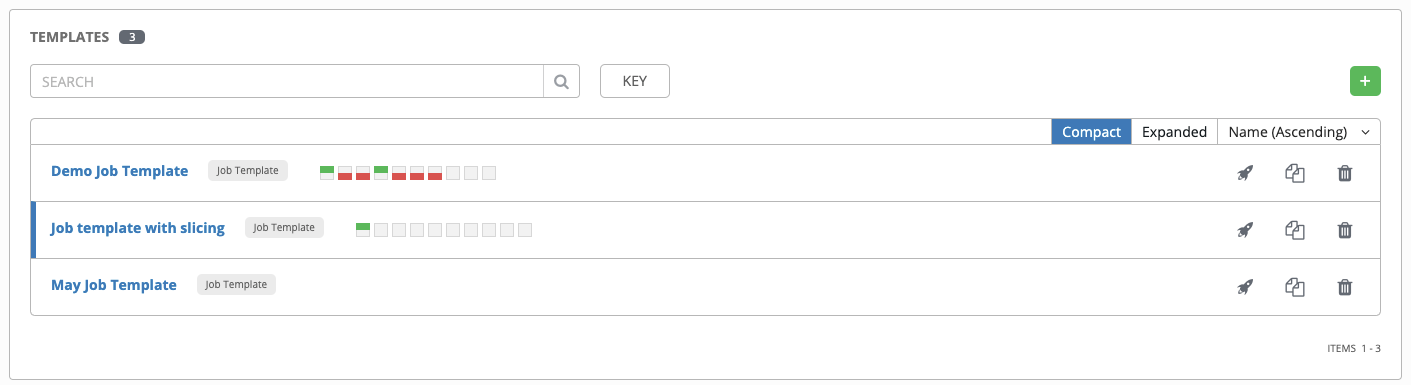 TEMPLATES 3
SEARCH KEY +
Compact Expanded Name (Ascending)
Demo Job Template Job Template
Job template with slicing Job Template
May Job Template Job Template
ITEMS 1 - 3